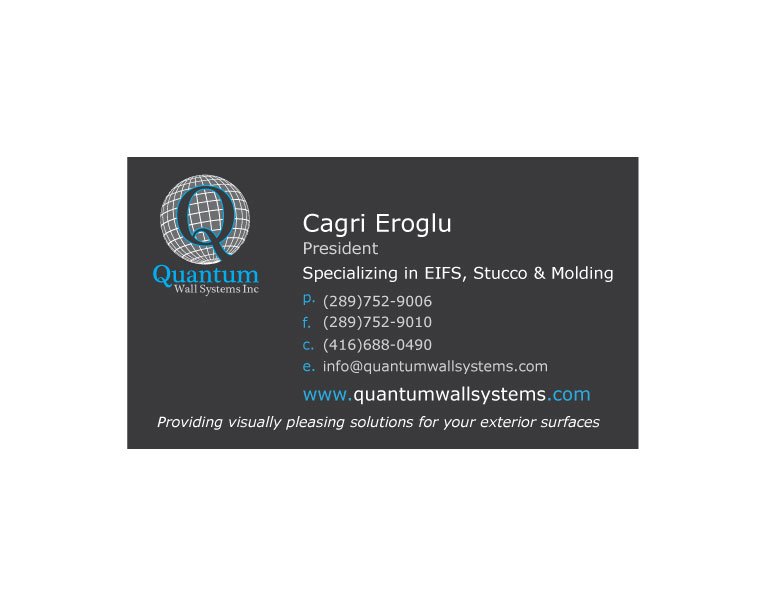 Q
Quantum
Wall Systems Inc
Cagri Eroglu
President
Specializing in EIFS, Stucco & Molding
p. (289)752-9006
f. (289)752-9010
c. (416)688-0490
e. info@quantumwallsystems.com
www.quantumwallsystems.com
Providing visually pleasing solutions for your exterior surfaces